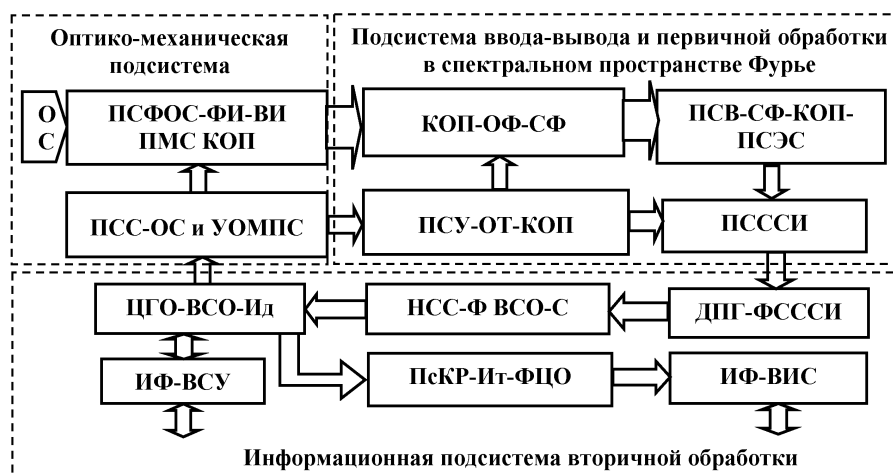 Оптико-механическая
подсистема
Подсистема ввода-вывода и первичной обработки
в спектральном пространстве Фурье
О
С
ПСФОС-ФИ-ВИ
ПМС КОП
КОП-ОФ-СФ
ПСВ-СФ-КОП-
ПСЭС
ПСС-ОС и УОМПС
ПСУ-ОТ-КОП
ПСССИ
ЦГО-ВСО-Ид
НСС-Ф ВСО-С
ДПГ-ФСССИ
ИФ-ВСУ
ПсКР-Ит-ФЦО
ИФ-ВИС
Информационная подсистема вторичной обработки